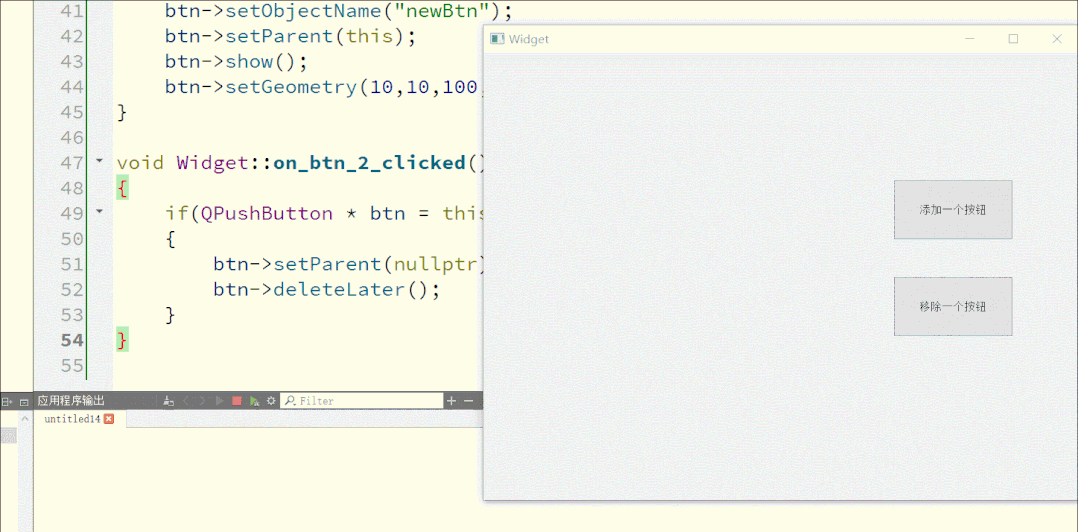 41 btn->setObjectName("newBtn");
42 btn->setParent(this);
43 btn->show();
44 btn->setGeometry(10,10,100,
45 }
46
47 void Widget::on_btn_2_clicked()
48 {
49 if(QPushButton * btn = this
50 {
51 btn->setParent(nullptr)
52 btn->deleteLater();
53 }
54 }
55
Widget
添加一个按钮
移除一个按钮
应用程序输出
Filter
untitled14